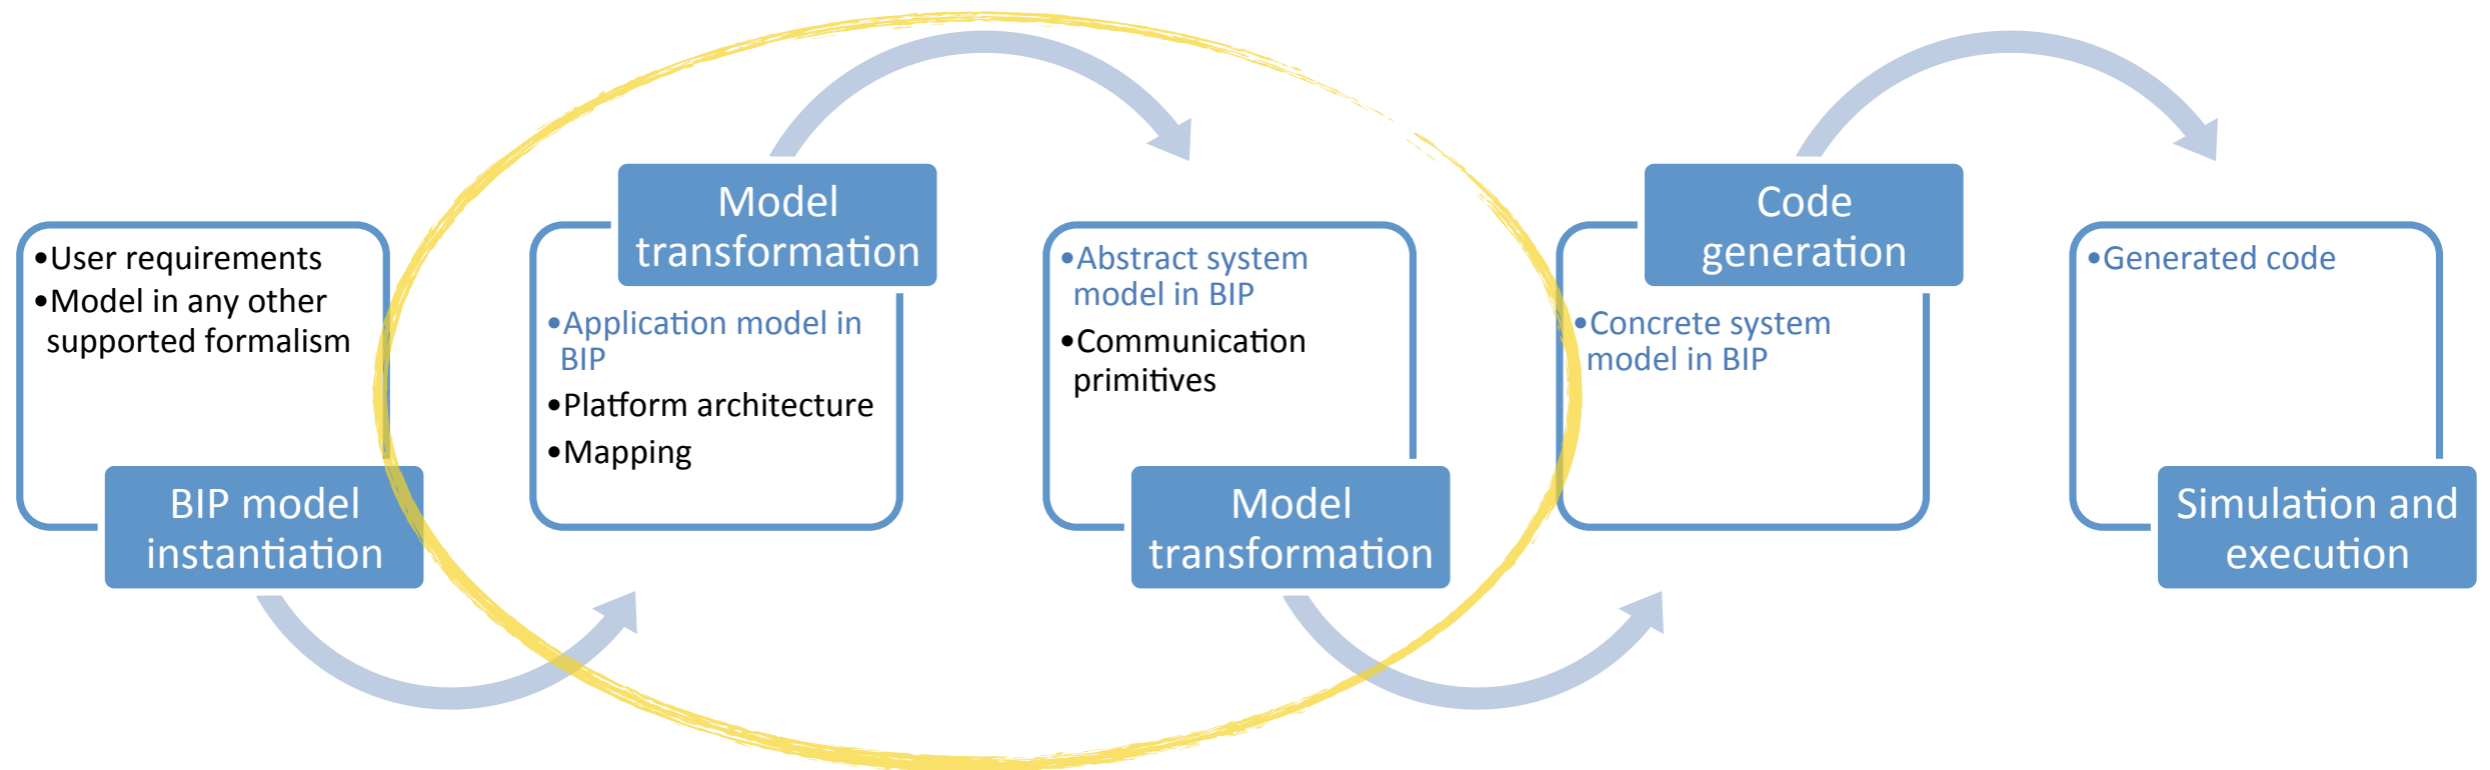 •User requirements
•Model in any other
supported formalism
BIP model
instantiation
Model
transformation
•Application model in
BIP
•Platform architecture
•Mapping
•Abstract system
model in BIP
•Communication
primitives
Model
transformation
Code
generation
•Concrete system
model in BIP
•Generated code
Simulation and
execution